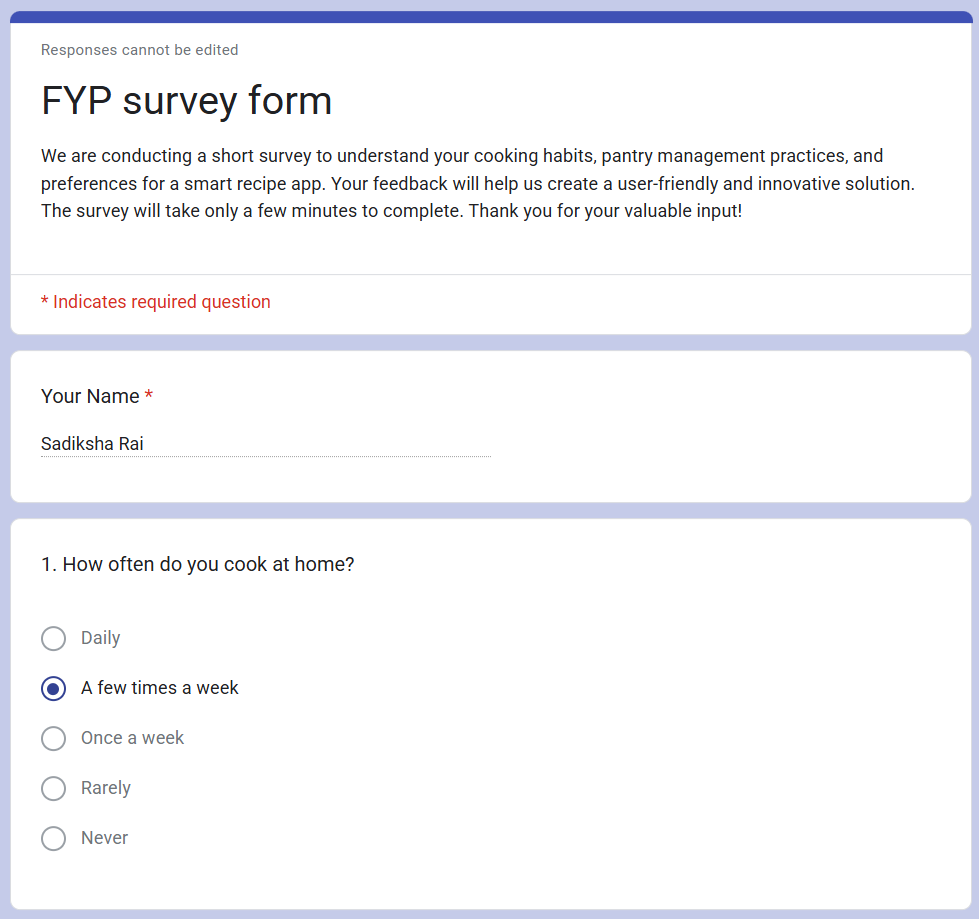 Responses cannot be edited
FYP survey form
We are conducting a short survey to understand your cooking habits, pantry management practices, and
preferences for a smart recipe app. Your feedback will help us create a user-friendly and innovative solution.
The survey will take only a few minutes to complete. Thank you for your valuable input!
* Indicates required question
Your Name *
Sadiksha Rai
1. How often do you cook at home?
Daily
A few times a week
Once a week
Rarely
Never